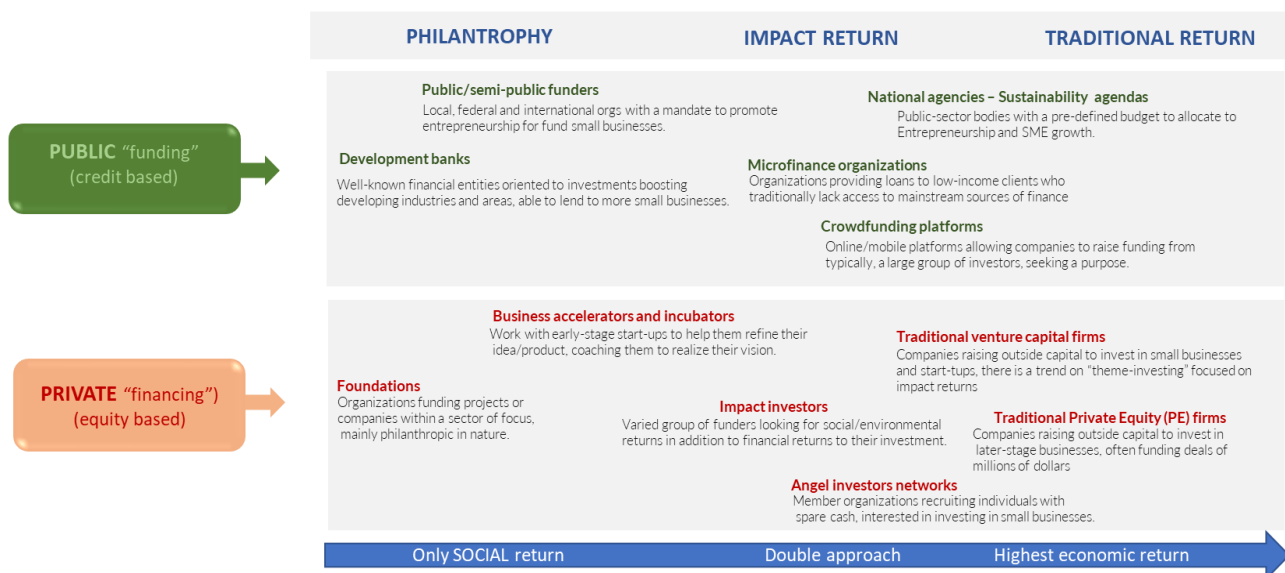 PHILANTROPHY
IMPACT RETURN
TRADITIONAL RETURN
PUBLIC “funding”
(credit based)
Public/semi-public funders
Local, federal and international orgs with a mandate to promote
entrepreneurship for fund small businesses.
National agencies – Sustainability agendas
Public-sector bodies with a pre-defined budget to allocate to
Entrepreneurship and SME growth.
Development banks
Well-known financial entities oriented to investments boosting
developing industries and areas, able to lend to more small businesses.
Microfinance organizations
Organizations providing loans to low-income clients who
traditionally lack access to mainstream sources of finance
Crowdfunding platforms
Online/mobile platforms allowing companies to raise funding from
typically, a large group of investors, seeking a purpose.
PRIVATE “financing”)
(equity based)
Business accelerators and incubators
Work with early-stage start-ups to help them refine their
idea/product, coaching them to realize their vision.
Traditional venture capital firms
Companies raising outside capital to invest in small businesses
and start-tups, there is a trend on “theme-investing” focused on
impact returns
Foundations
Organizations funding projects or
companies within a sector of focus,
mainly philanthropic in nature.
Impact investors
Varied group of funders looking for social/environmental
returns in addition to financial returns to their investment.
Traditional Private Equity (PE) firms
Companies raising outside capital to invest in
later-stage businesses, often funding deals of
millions of dollars
Angel investors networks
Member organizations recruiting individuals with
spare cash, interested in investing in small businesses.
Only SOCIAL return
Double approach
Highest economic return